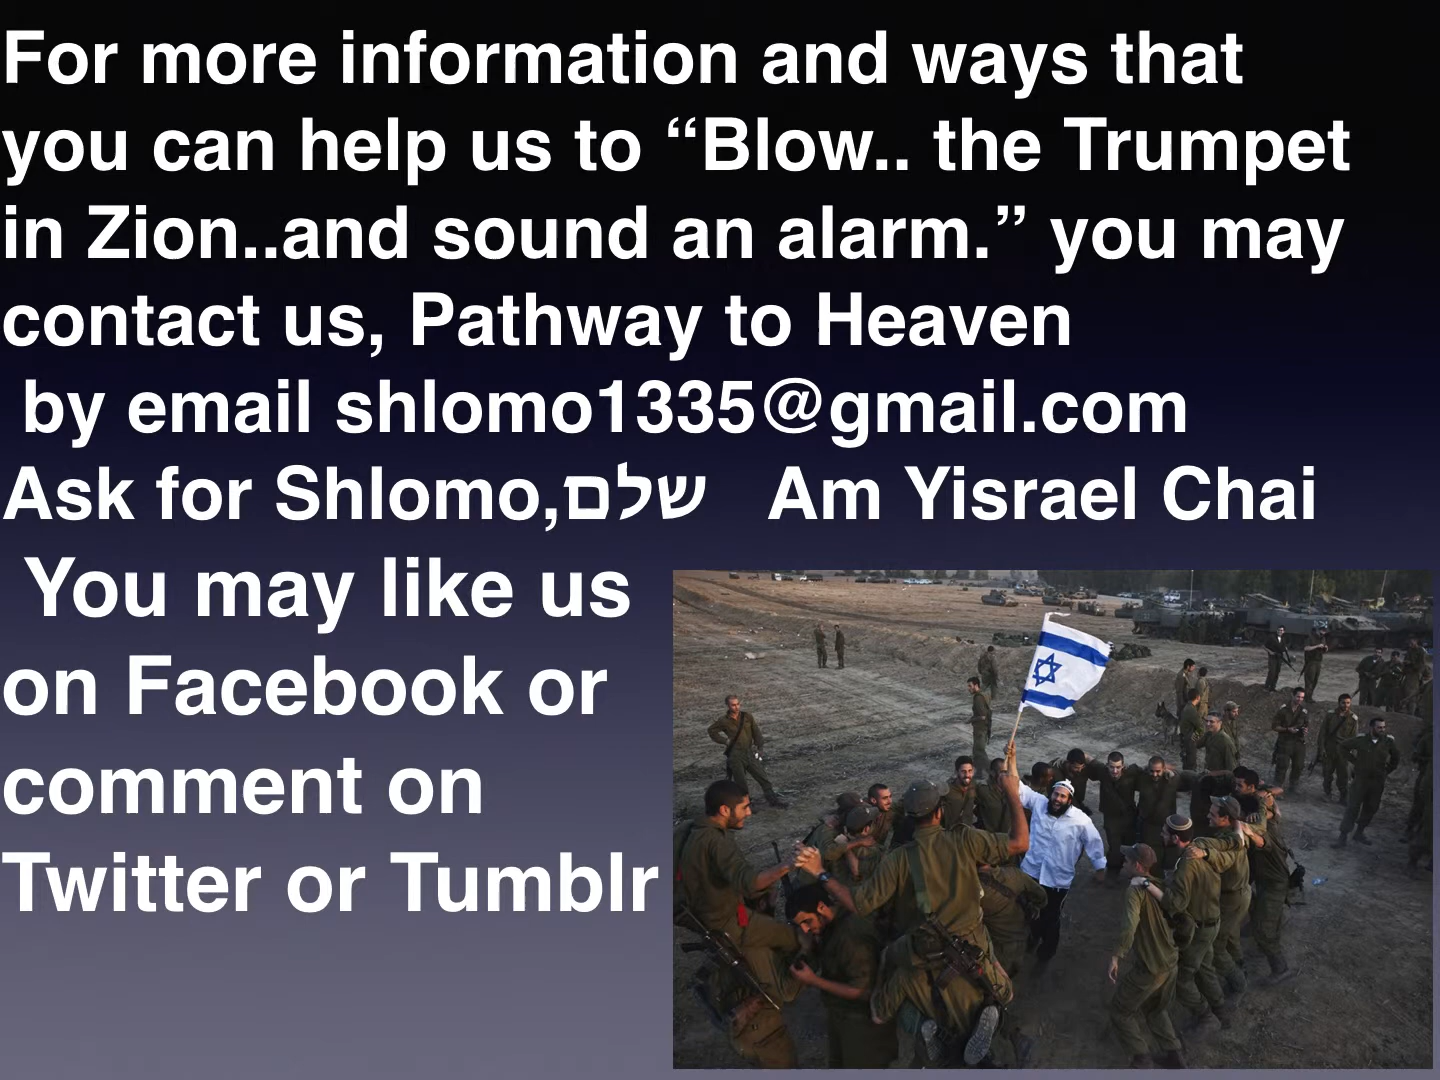 For more information and ways that
you can help us to “Blow.. the Trumpet
in Zion..and sound an alarm.” you may
contact us, Pathway to Heaven
by email shlomo1335@gmail.com
Ask for Shlomo,שלם Am Yisrael Chai
You may like us
on Facebook or
comment on
Twitter or Tumblr